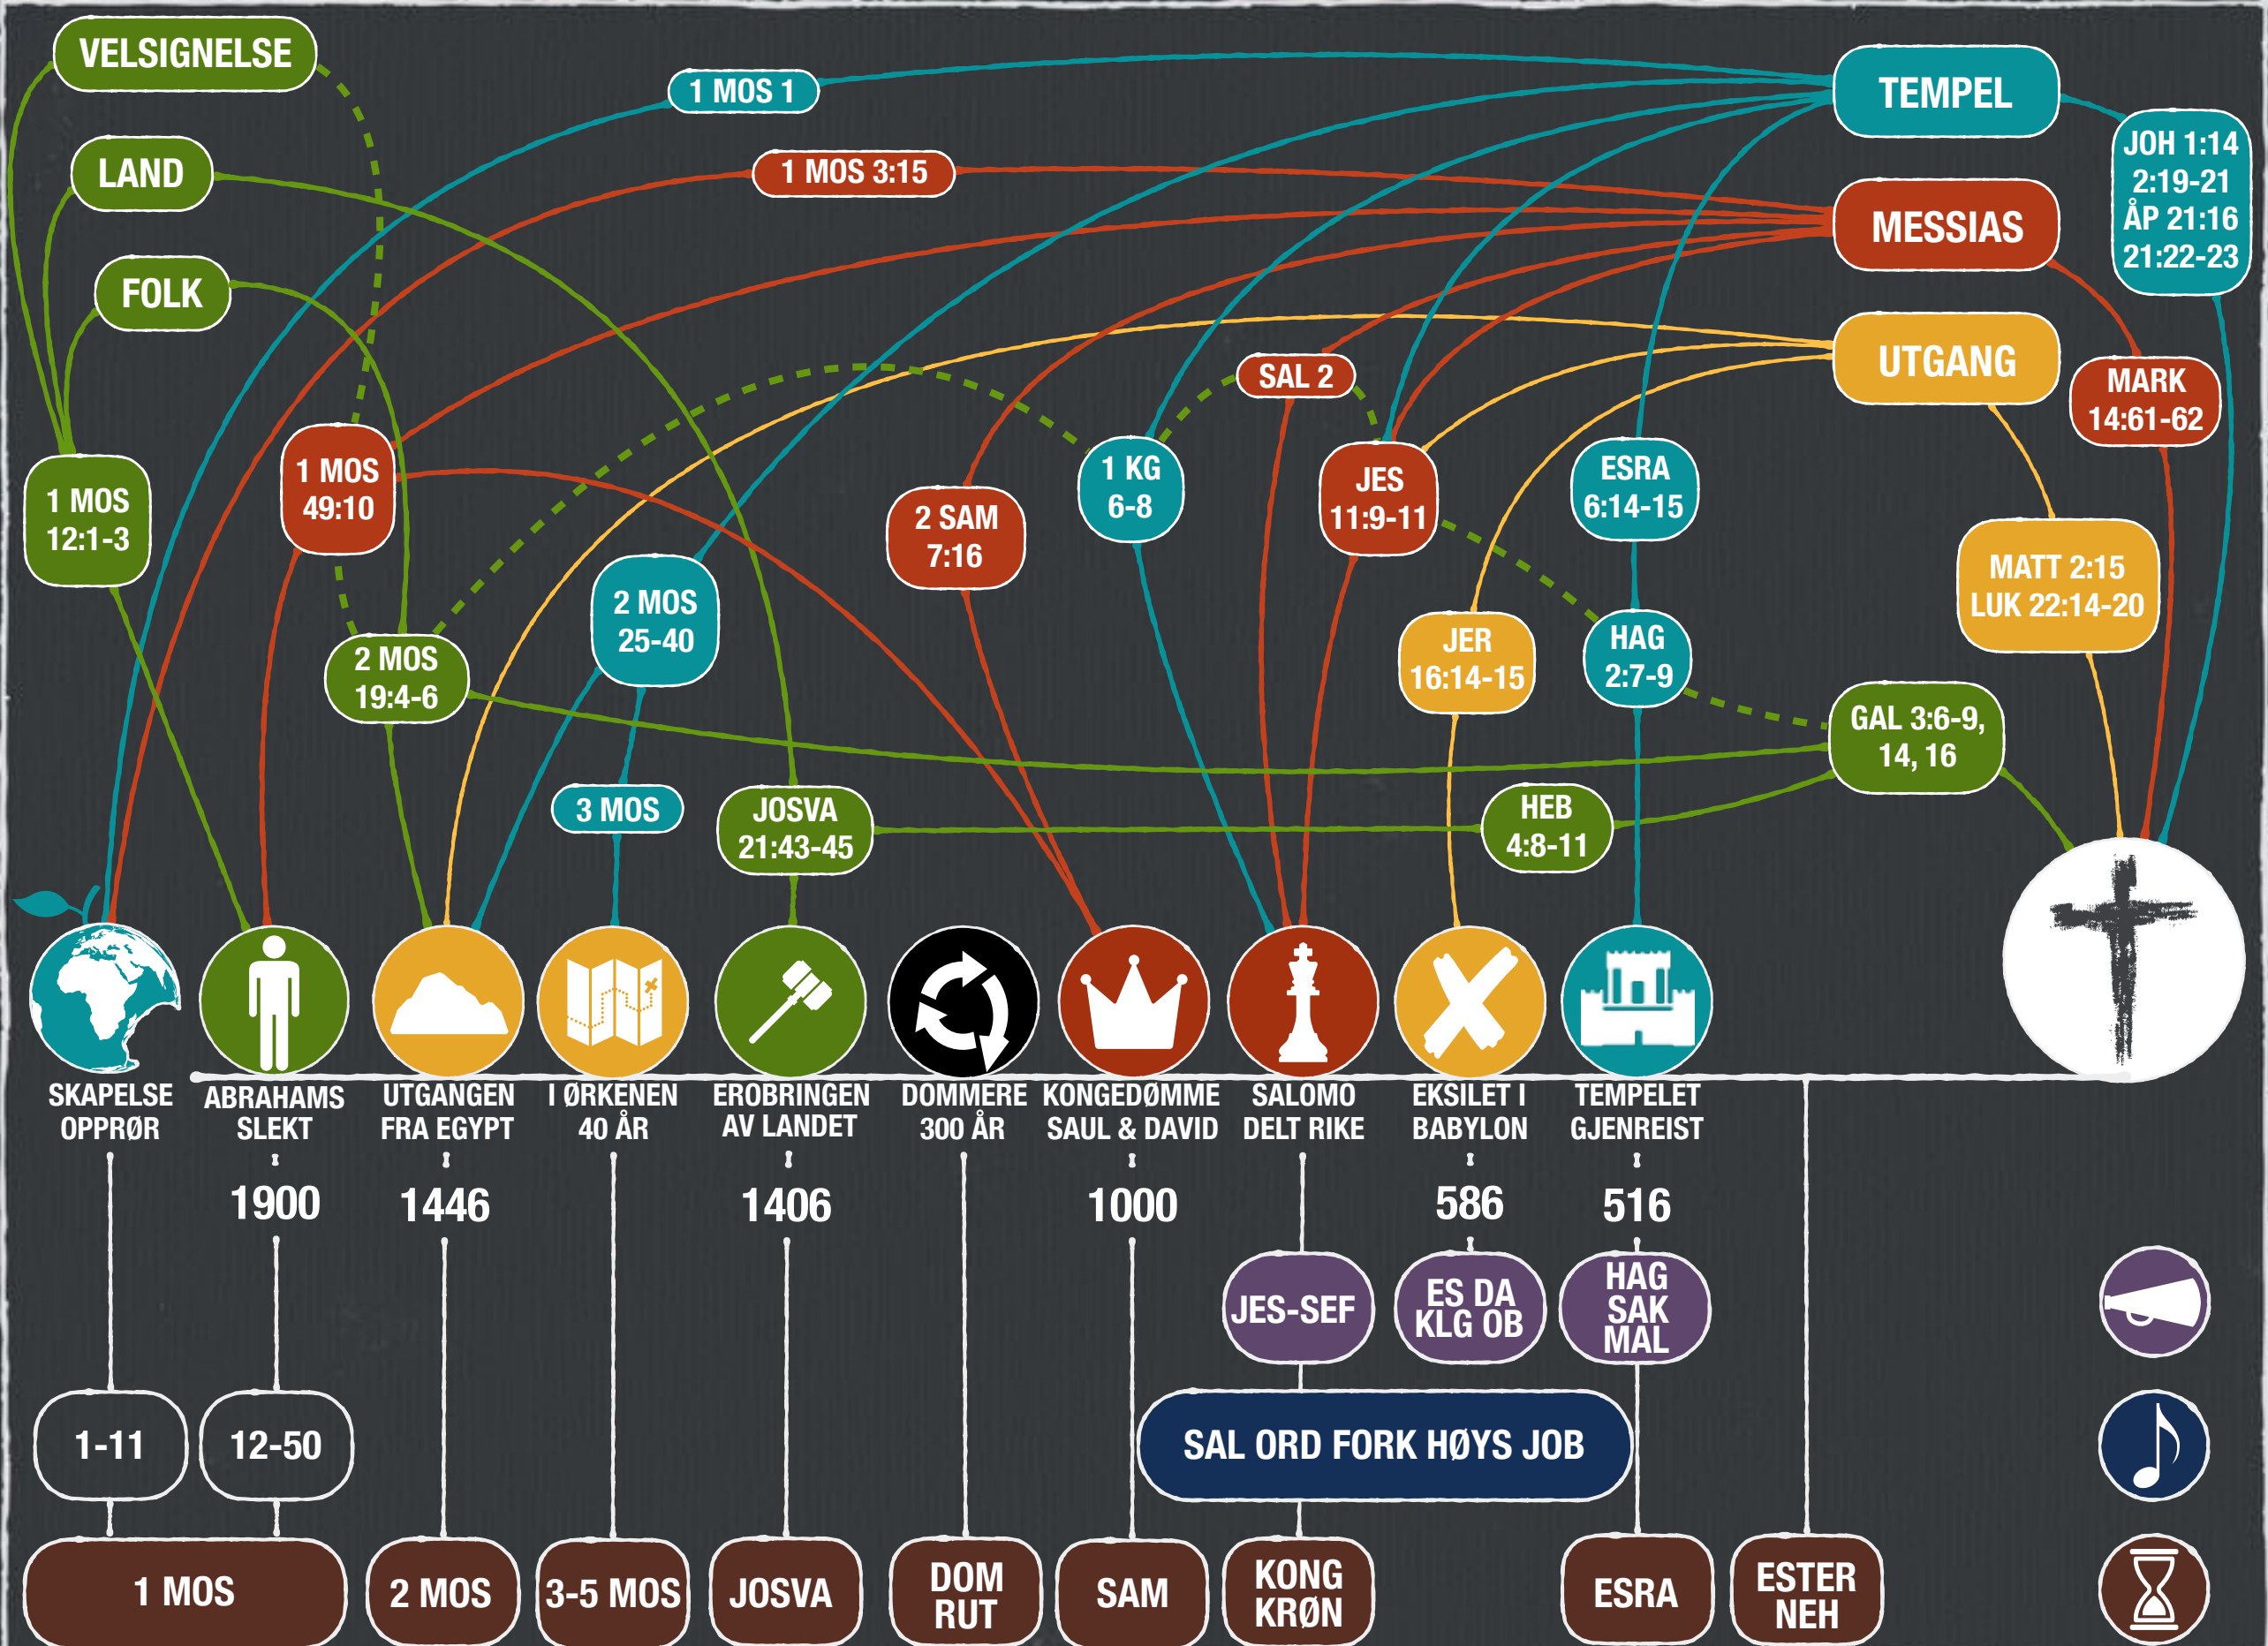 VELSIGNELSE
LAND
FOLK
1 MOS 1
1 MOS 3:15
TEMPEL
MESSIAS
UTGANG
JOH 1:14
2:19-21
ÅP 21:16
21:22-23
MARK
14:61-62
SAL 2
1 MOS
12:1-3
1 MOS
49:10
2 SAM
7:16
1 KG
6-8
JES
11:9-11
ESRA
6:14-15
MATT 2:15
LUK 22:14-20
2 MOS
19:4-6
2 MOS
25-40
JER
16:14-15
HAG
2:7-9
GAL 3:6-9,
14, 16
3 MOS
JOSVA
21:43-45
HEB
4:8-11
SKAPELSE
OPPRØR
ABRAHAMS
SLEKT
UTGANGEN
FRA EGYPT
I ØRKENEN
40 ÅR
EROBRINGEN
AV LANDET
DOMMERE
300 ÅR
KONGEDØMME
SAUL & DAVID
SALOMO
DELT RIKE
EKSILET I
BABYLON
TEMPELET
GJENREIST
1900
1446
1406
1000
586
516
JES-SEF
ES DA
KLG OB
HAG
SAK
MAL
1-11
12-50
SAL ORD FORK HØYS JOB
1 MOS
2 MOS
3-5 MOS
JOSVA
DOM
RUT
SAM
KONG
KRØN
ESRA
ESTER
NEH